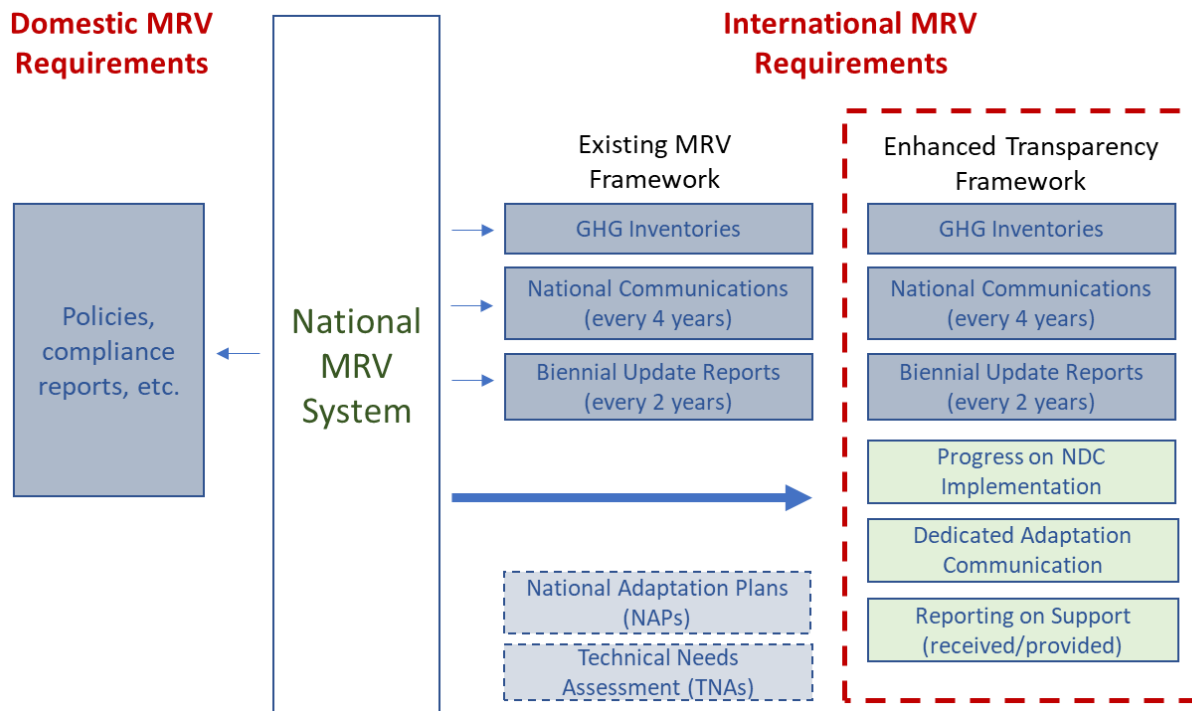 Domestic MRV
Requirements
International MRV
Requirements
Policies,
compliance
reports, etc.
National
MRV
System
Existing MRV
Framework
GHG Inventories
National Communications
(every 4 years)
Biennial Update Reports
(every 2 years)
National Adaptation Plans
(NAPs)
Technical Needs
Assessment (TNAs)
Enhanced Transparency
Framework
GHG Inventories
National Communications
(every 4 years)
Biennial Update Reports
(every 2 years)
Progress on NDC
Implementation
Dedicated Adaptation
Communication
Reporting on Support
(received/provided)